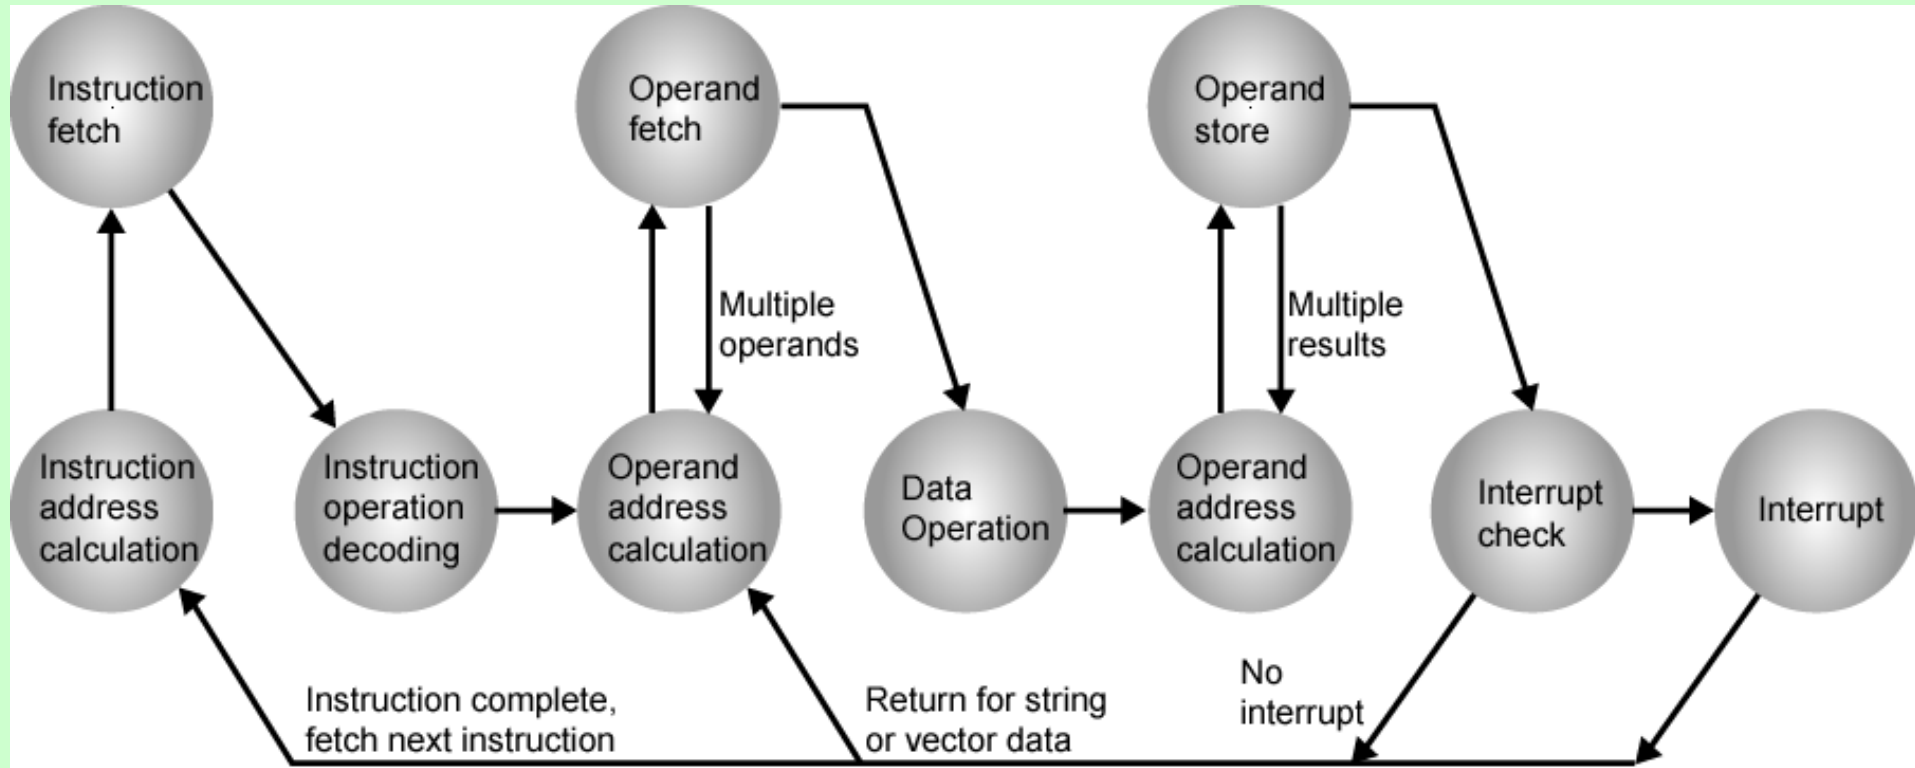 Instruction
fetch
Operand
fetch
Operand
store
Multiple
operands
Multiple
results
Instruction
address
calculation
Instruction
operation
decoding
Operand
address
calculation
Data
Operation
Operand
address
calculation
Interrupt
check
Interrupt
Instruction complete,
fetch next instruction
Return for string
or vector data
No
interrupt